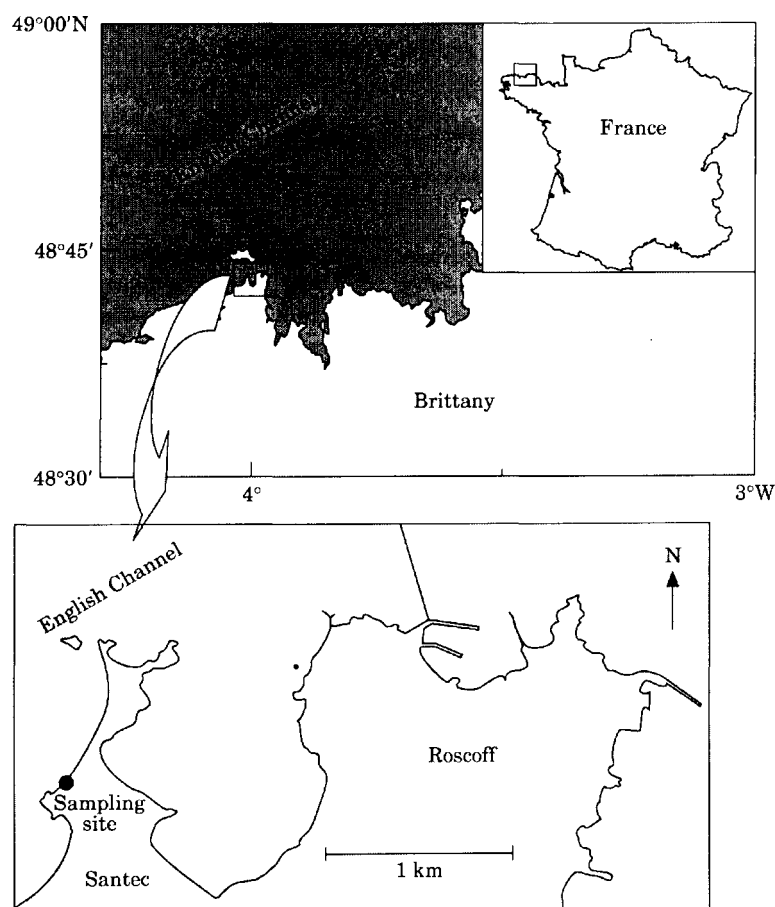 49°00′N
France
48°45′
Brittany
48°30′
4°
3°W
English Channel
N
Roscoff
Sampling
site
1 km
Santec